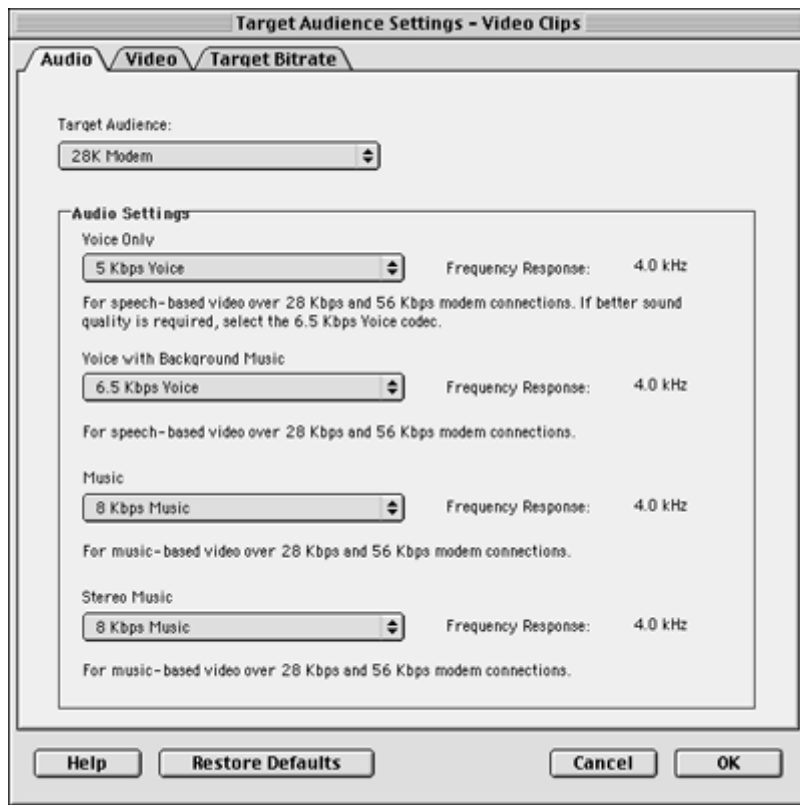 Target Audience Settings - Video Clips
Audio Video Target Bitrate
Target Audience:
28K Modem
Audio Settings
Voice Only
5 Kbps Voice Frequency Response: 4.0 kHz
For speech-based video over 28 Kbps and 56 Kbps modem connections. If better sound
quality is required, select the 6.5 Kbps Voice codec.
Voice with Background Music
6.5 Kbps Voice Frequency Response: 4.0 kHz
For speech-based video over 28 Kbps and 56 Kbps modem connections.
Music
8 Kbps Music Frequency Response: 4.0 kHz
For music-based video over 28 Kbps and 56 Kbps modem connections.
Stereo Music
8 Kbps Music Frequency Response: 4.0 kHz
For music-based video over 28 Kbps and 56 Kbps modem connections.
Help Restore Defaults Cancel OK